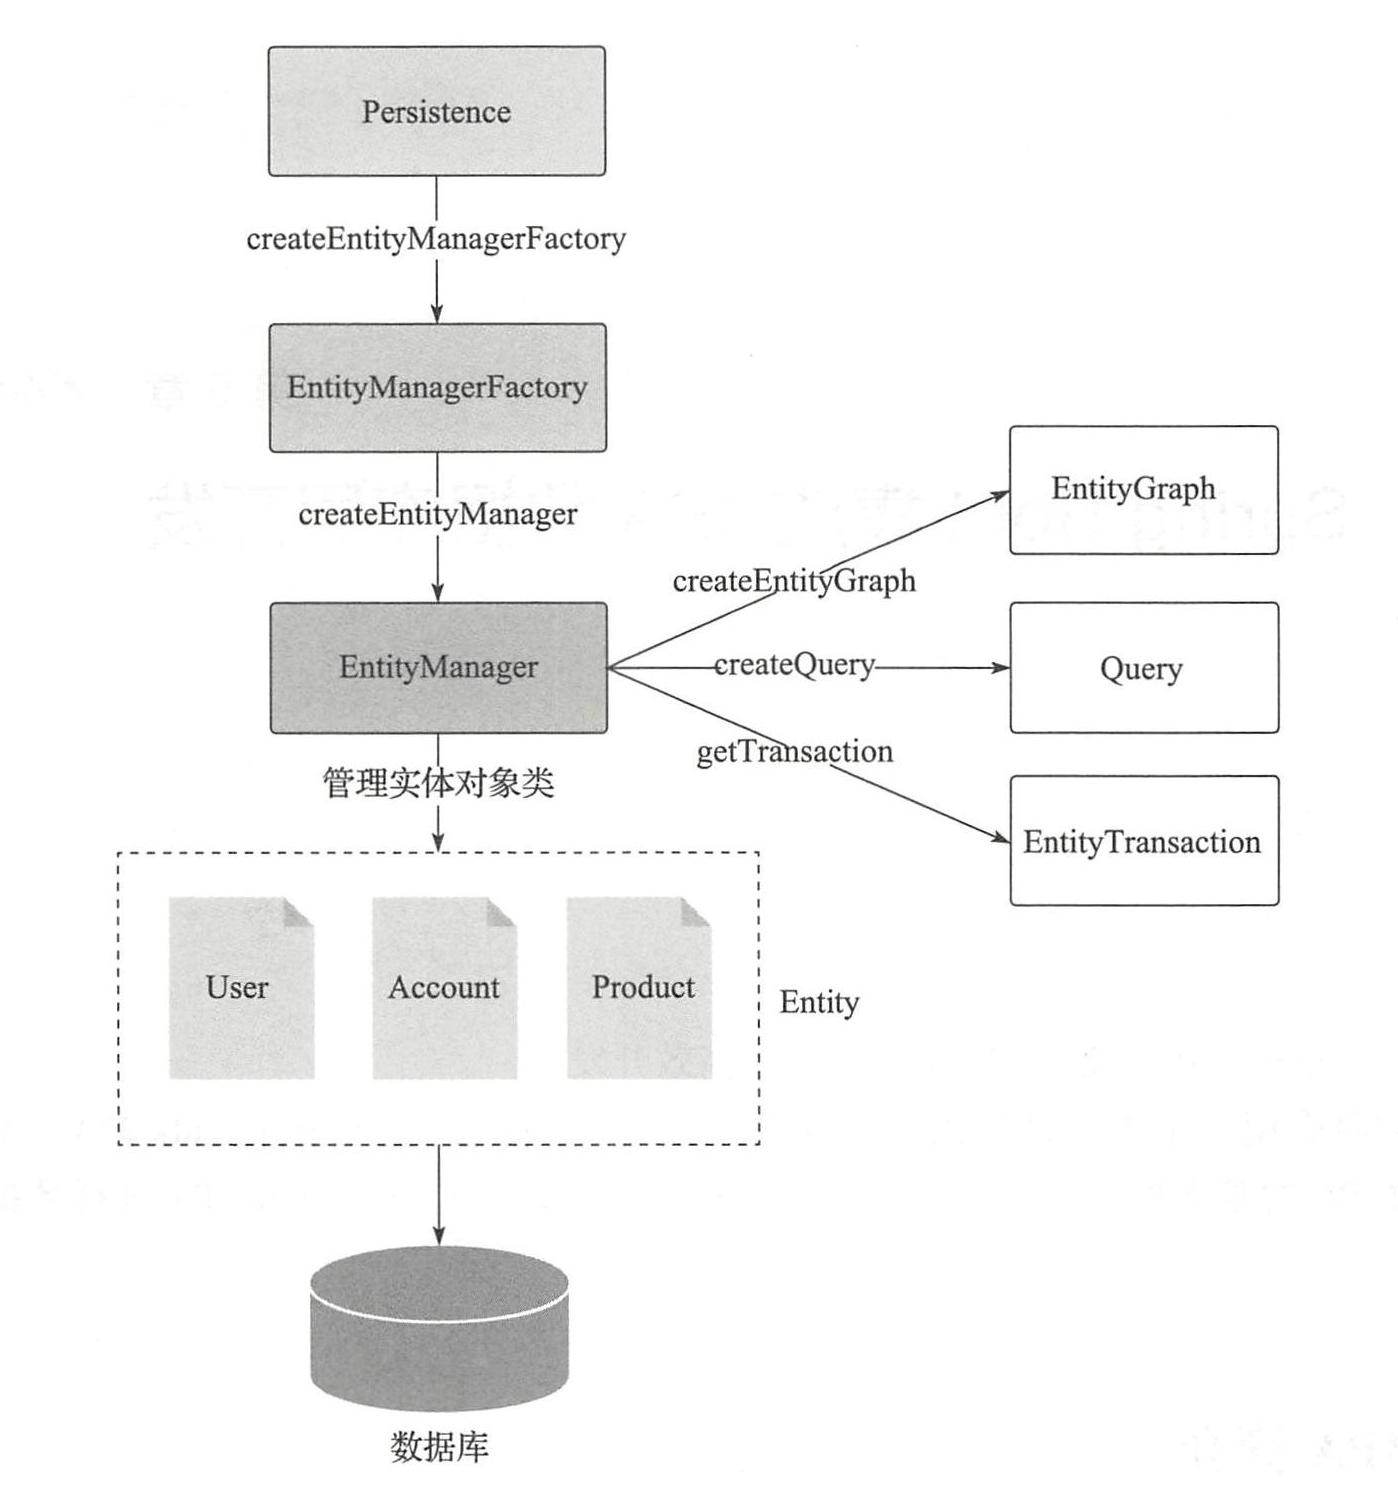 Persistence
createEntityManagerFactory
EntityManagerFactory
createEntityManager
EntityGraph
createEntityGraph
EntityManager
createQuery
Query
getTransaction
管理实体对象类
EntityTransaction
User
Account
Product
Entity
数据库